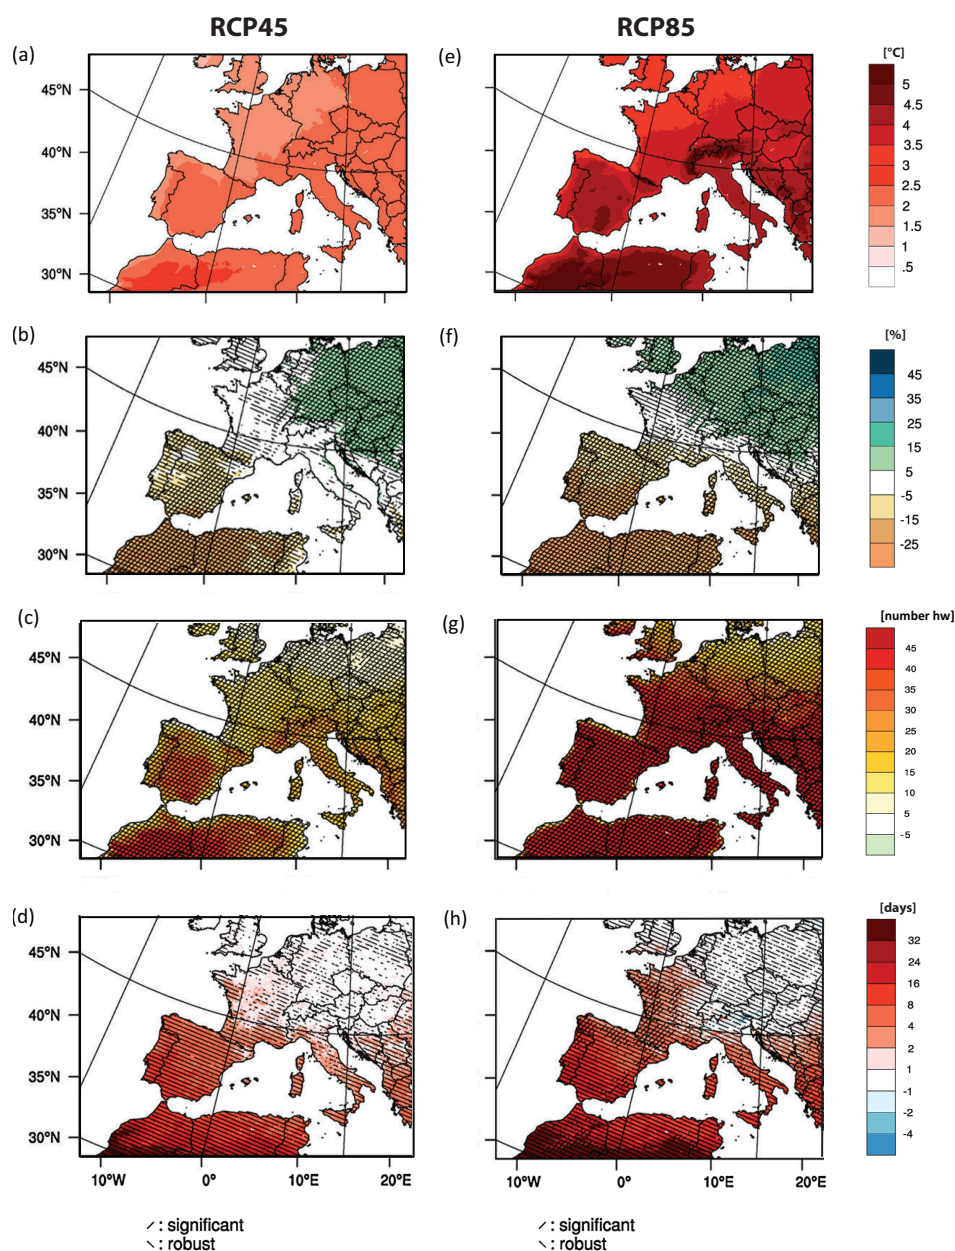 RCP45
RCP85
(a)
45°N
40°N
35°N
30°N
(e)
[°C]
5
4.5
4
3.5
3
2.5
2
1.5
1
.5
(b)
45°N
40°N
35°N
30°N
(f)
[%]
45
35
25
15
5
-5
-15
-25
(c)
45°N
40°N
35°N
30°N
(g)
[number hw]
45
40
35
30
25
20
15
10
5
-5
(d)
45°N
40°N
35°N
30°N
10°W
0°
10°E
20°E
(h)
10°W
0°
10°E
20°E
[days]
32
24
16
8
4
2
1
-1
-2
-4
: significant
: robust
: significant
: robust